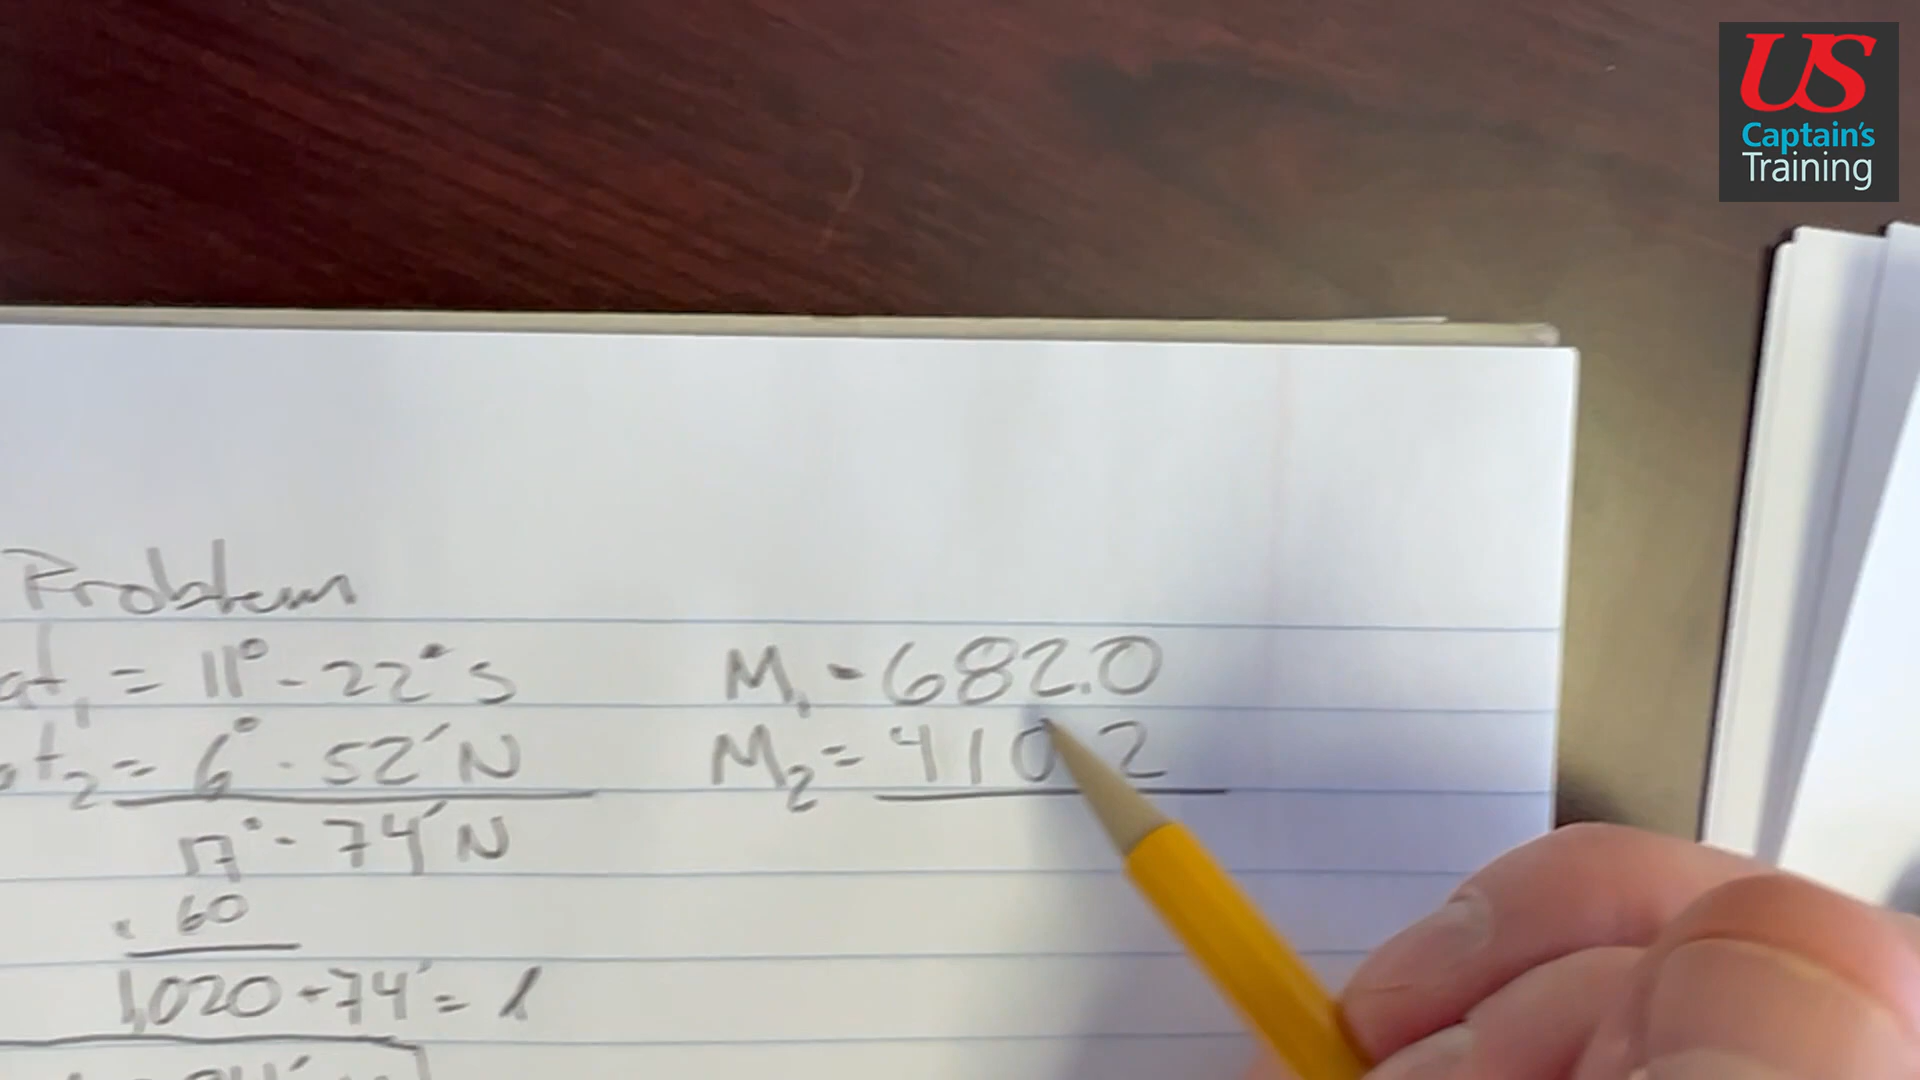 US
Captain's
Training
Problem
at₁ = 11° - 22° S
M₁ = 682.0
t₂ = 6° - 52′ N
M₂ = 410.2
17° - 74′ N
× 60
1,020 + 74′ = l